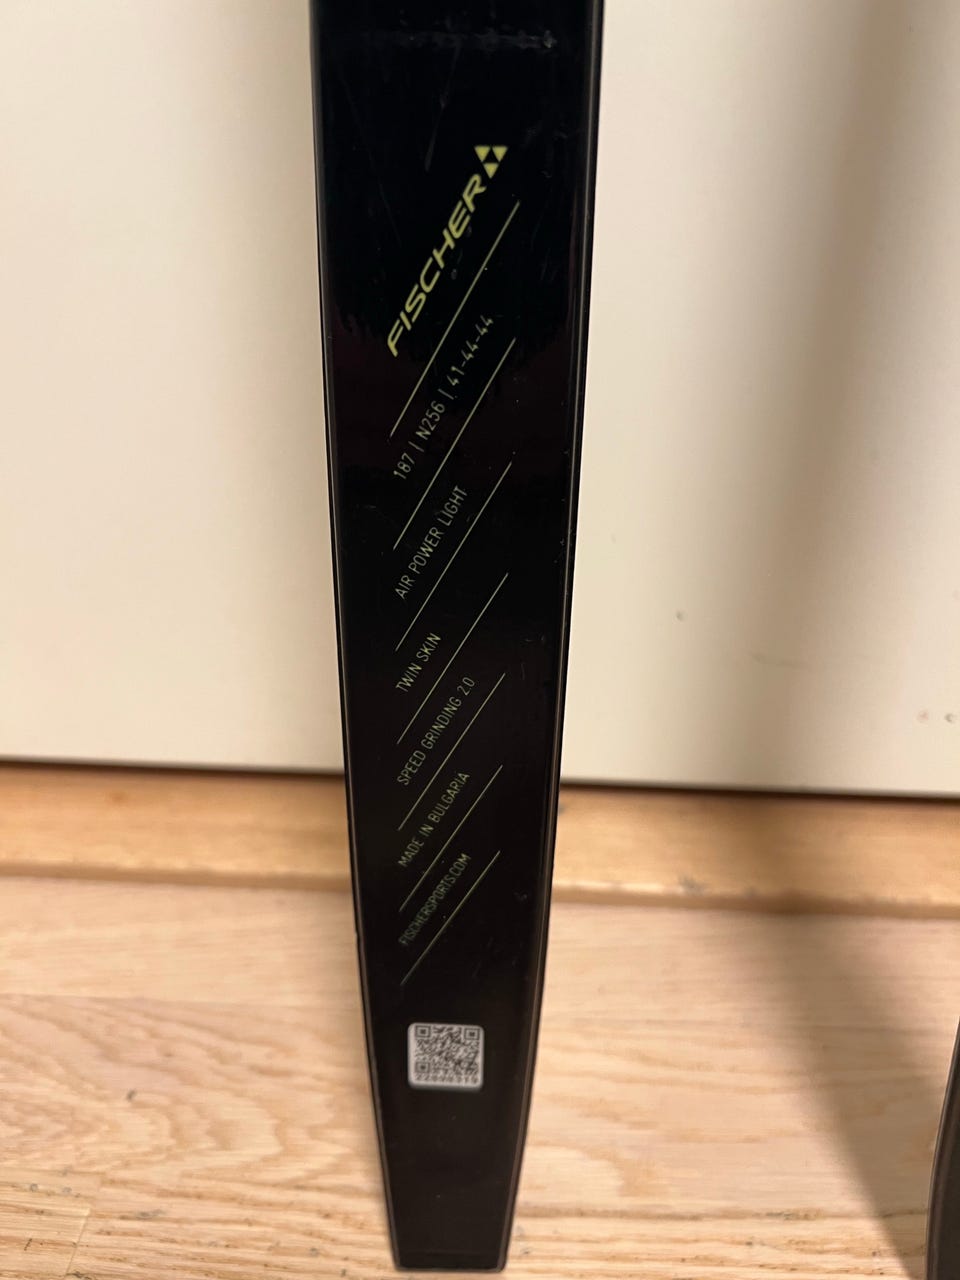 FISCHER
187 | N256 | 41-44-44
AIR POWER LIGHT
TWIN SKIN
SPEED GRINDING 2.0
MADE IN BULGARIA
FISCHERSPORTS.COM